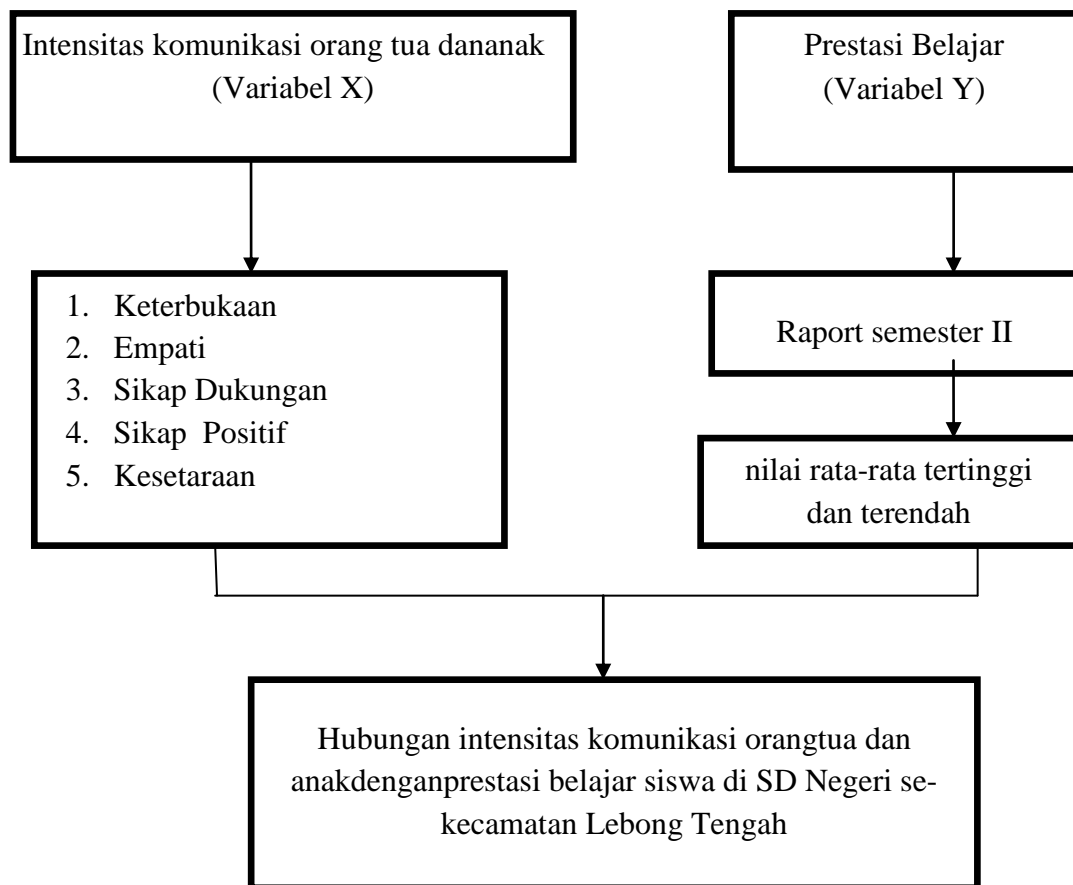 Intensitas komunikasi orang tua dananak
(Variabel X)
Prestasi Belajar
(Variabel Y)
1. Keterbukaan
2. Empati
3. Sikap Dukungan
4. Sikap Positif
5. Kesetaraan
Raport semester II
nilai rata-rata tertinggi
dan terendah
Hubungan intensitas komunikasi orangtua dan
anakdenganprestasi belajar siswa di SD Negeri se-
kecamatan Lebong Tengah